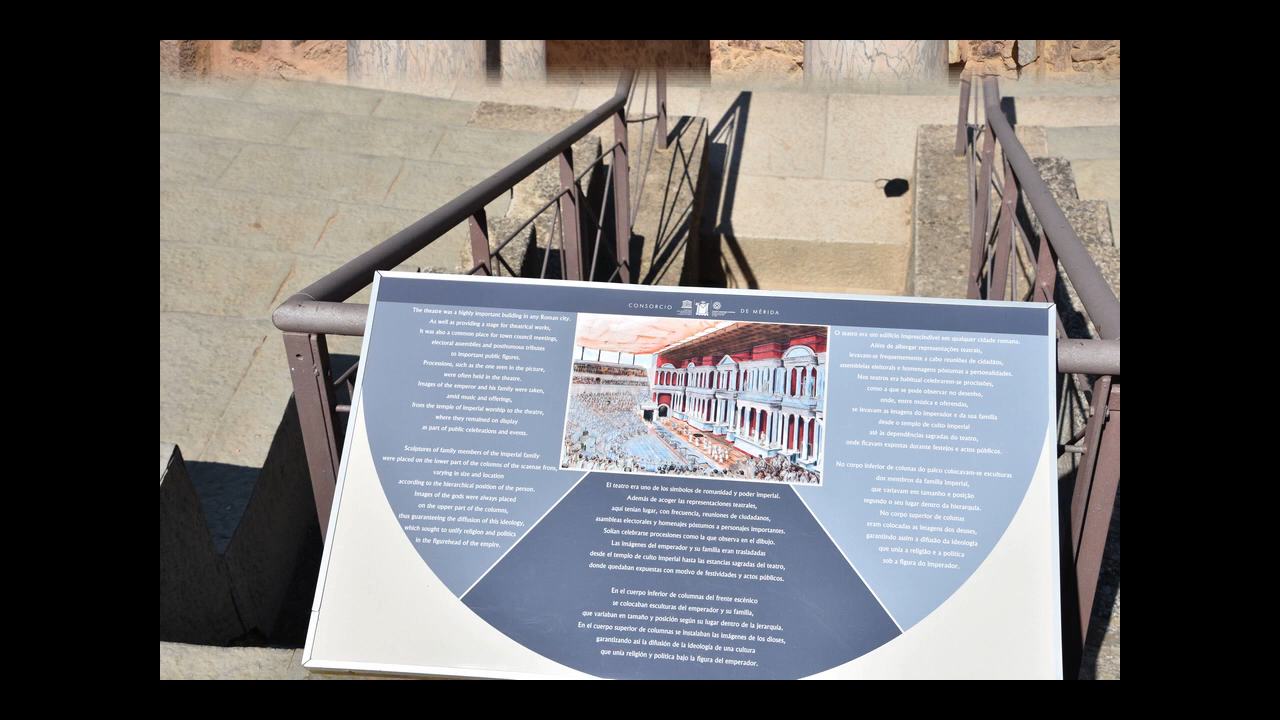 CONSORCIO DE MÉRIDA
The theatre was a highly important building in any Roman city.
As well as providing a stage for theatrical works,
it was also a common place for town council meetings,
electoral assemblies and posthumous tributes
to important public figures.
Processions, such as the one seen in the picture,
were often held in the theatre.
Images of the emperor and his family were taken,
amid music and offerings,
from the temple of imperial worship to the theatre,
where they remained on display
as part of public celebrations and events.
Sculptures of family members of the imperial family
were placed on the lower part of the columns of the scaenae frons,
varying in size and location
according to the hierarchical position of the person.
Images of the gods were always placed
on the upper part of the columns,
thus guaranteeing the diffusion of this ideology,
which sought to unify religion and politics
in the figurehead of the empire.
El teatro era uno de los símbolos de romanidad y poder imperial.
Además de acoger las representaciones teatrales,
aquí tenían lugar, con frecuencia, reuniones de ciudadanos,
asambleas electorales y homenajes póstumos a personajes importantes.
Solían celebrarse procesiones como la que observa en el dibujo.
Las imágenes del emperador y su familia eran trasladadas
desde el templo de culto imperial hasta las estancias sagradas del teatro,
donde quedaban expuestas con motivo de festividades y actos públicos.
En el cuerpo inferior de columnas del frente escénico
se colocaban esculturas del emperador y su familia,
que variaban en tamaño y posición según su lugar dentro de la jerarquía.
En el cuerpo superior de columnas se instalaban las imágenes de los dioses,
garantizando así la difusión de la ideología de una cultura
que unía religión y política bajo la figura del emperador.
O teatro era um edifício imprescindível em qualquer cidade romana.
Além de albergar representações teatrais,
levavam-se frequentemente a cabo reuniões de cidadãos,
assembleias eleitorais e homenagens póstumas a personalidades.
Nos teatros era habitual celebrarem-se procissões,
como a que se pode observar no desenho,
onde, entre música e oferendas,
se levavam as imagens do imperador e da sua família
desde o templo de culto imperial
até às dependências sagradas do teatro,
onde ficavam expostas durante festejos e actos públicos.
No corpo inferior de colunas do palco colocavam-se esculturas
dos membros da família imperial,
que variavam em tamanho e posição
segundo o seu lugar dentro da hierarquia.
No corpo superior de colunas
eram colocadas as imagens dos deuses,
garantindo assim a difusão da ideologia
que unia a religião e a política
sob a figura do imperador.